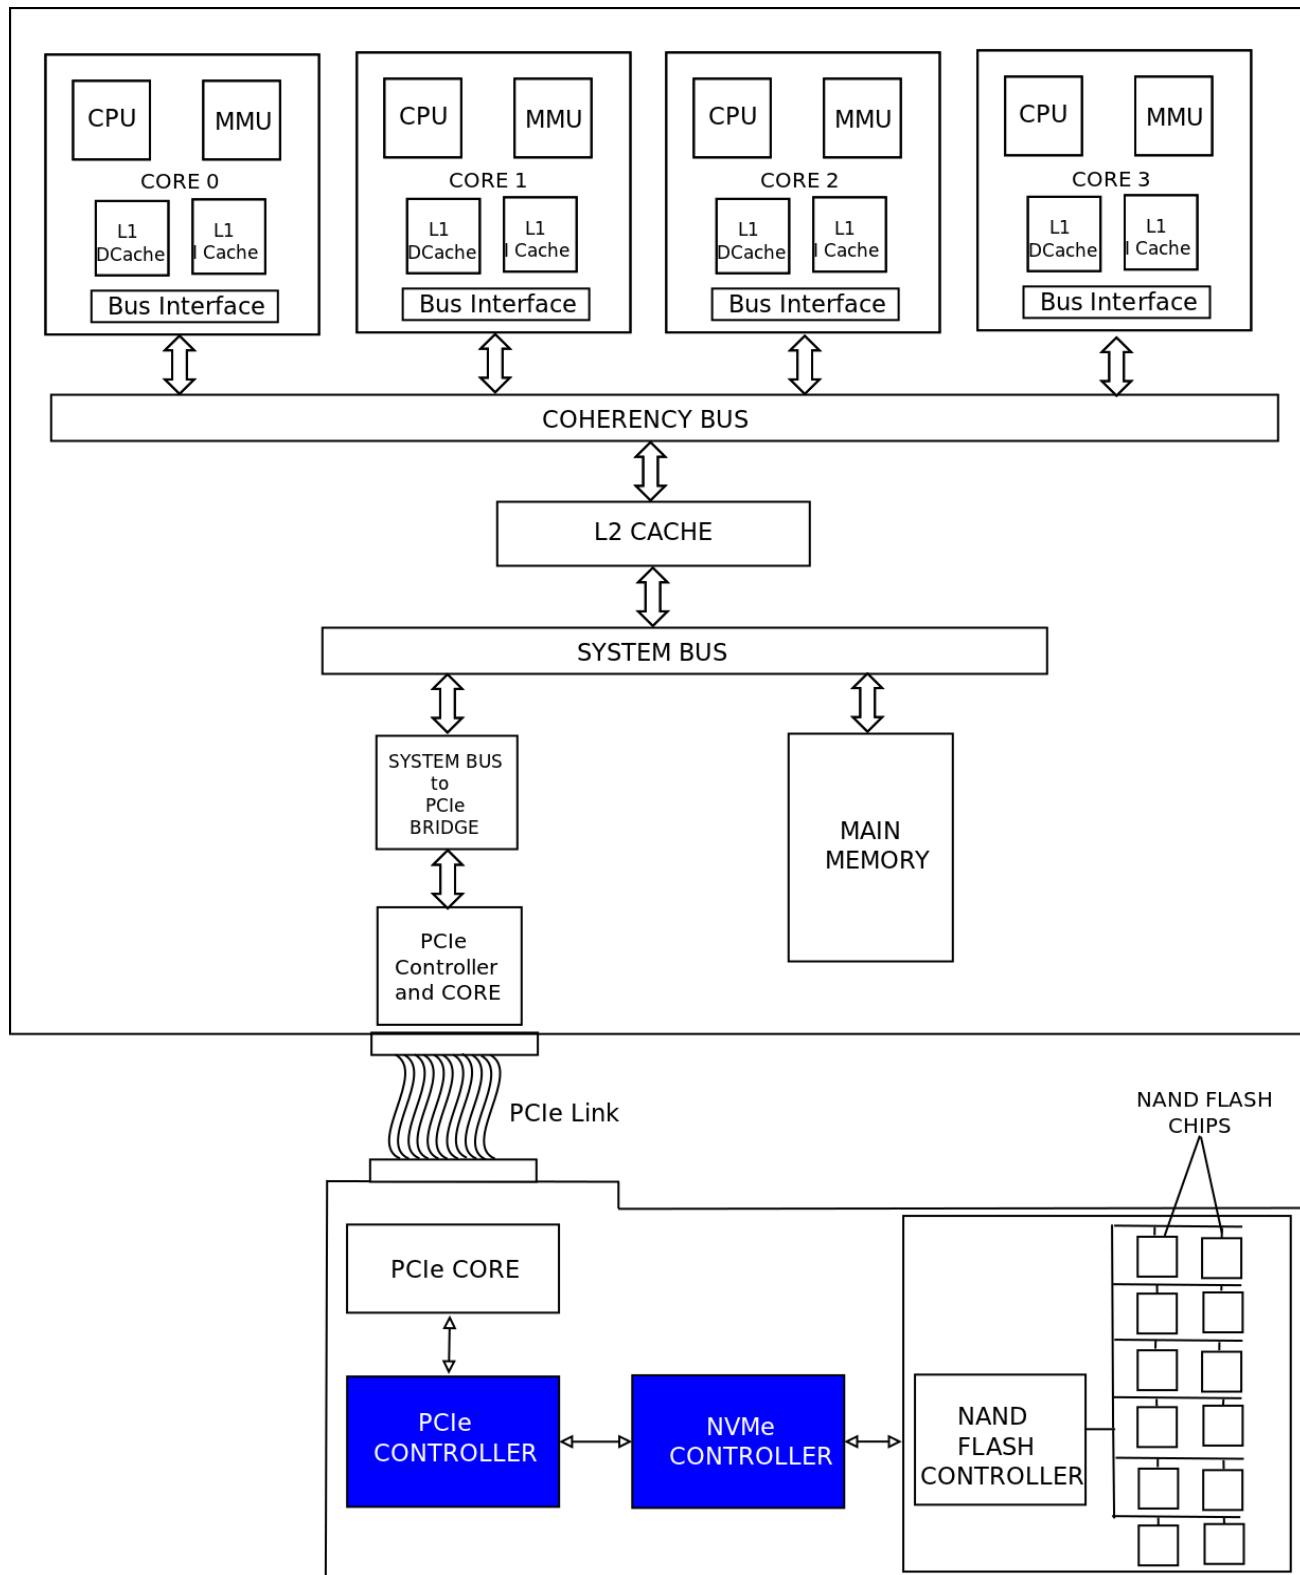 CPU
MMU
CORE 0
L1
DCache
L1
I Cache
Bus Interface
CPU
MMU
CORE 1
L1
DCache
L1
I Cache
Bus Interface
CPU
MMU
CORE 2
L1
DCache
L1
I Cache
Bus Interface
CPU
MMU
CORE 3
L1
DCache
L1
I Cache
Bus Interface
COHERENCY BUS
L2 CACHE
SYSTEM BUS
SYSTEM BUS
to
PCIe
BRIDGE
MAIN
MEMORY
PCIe
Controller
and CORE
PCIe Link
NAND FLASH
CHIPS
PCIe CORE
PCIe
CONTROLLER
NVMe
CONTROLLER
NAND
FLASH
CONTROLLER